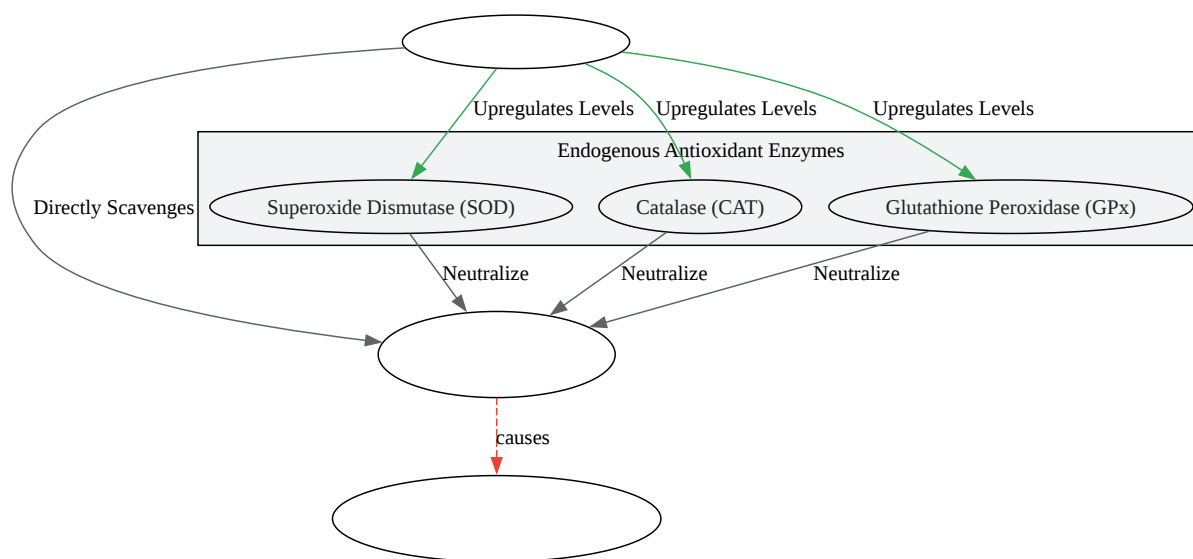 Upregulates Levels
Upregulates Levels
Upregulates Levels
Endogenous Antioxidant Enzymes
Directly Scavenges
Superoxide Dismutase (SOD)
Catalase (CAT)
Glutathione Peroxidase (GPx)
Neutralize
Neutralize
Neutralize
causes